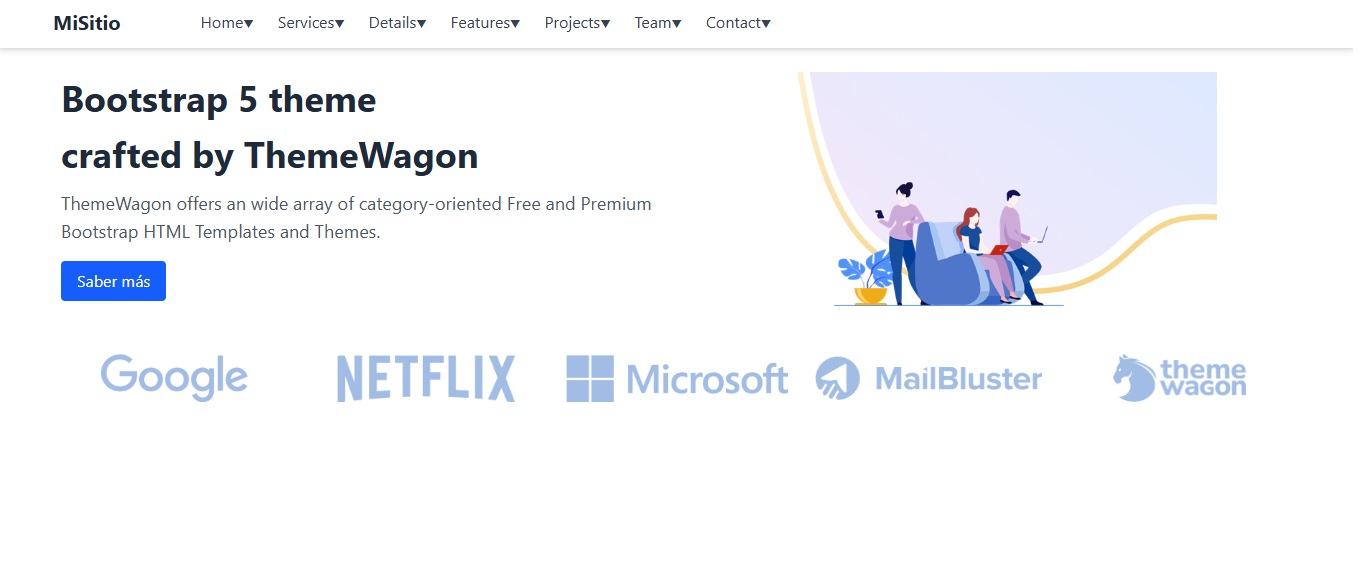 MiSitio Home▼ Services▼ Details▼ Features▼ Projects▼ Team▼ Contact▼
Bootstrap 5 theme
crafted by ThemeWagon
ThemeWagon offers an wide array of category-oriented Free and Premium
Bootstrap HTML Templates and Themes.
Saber más
Google NETFLIX Microsoft MailBluster theme wagon